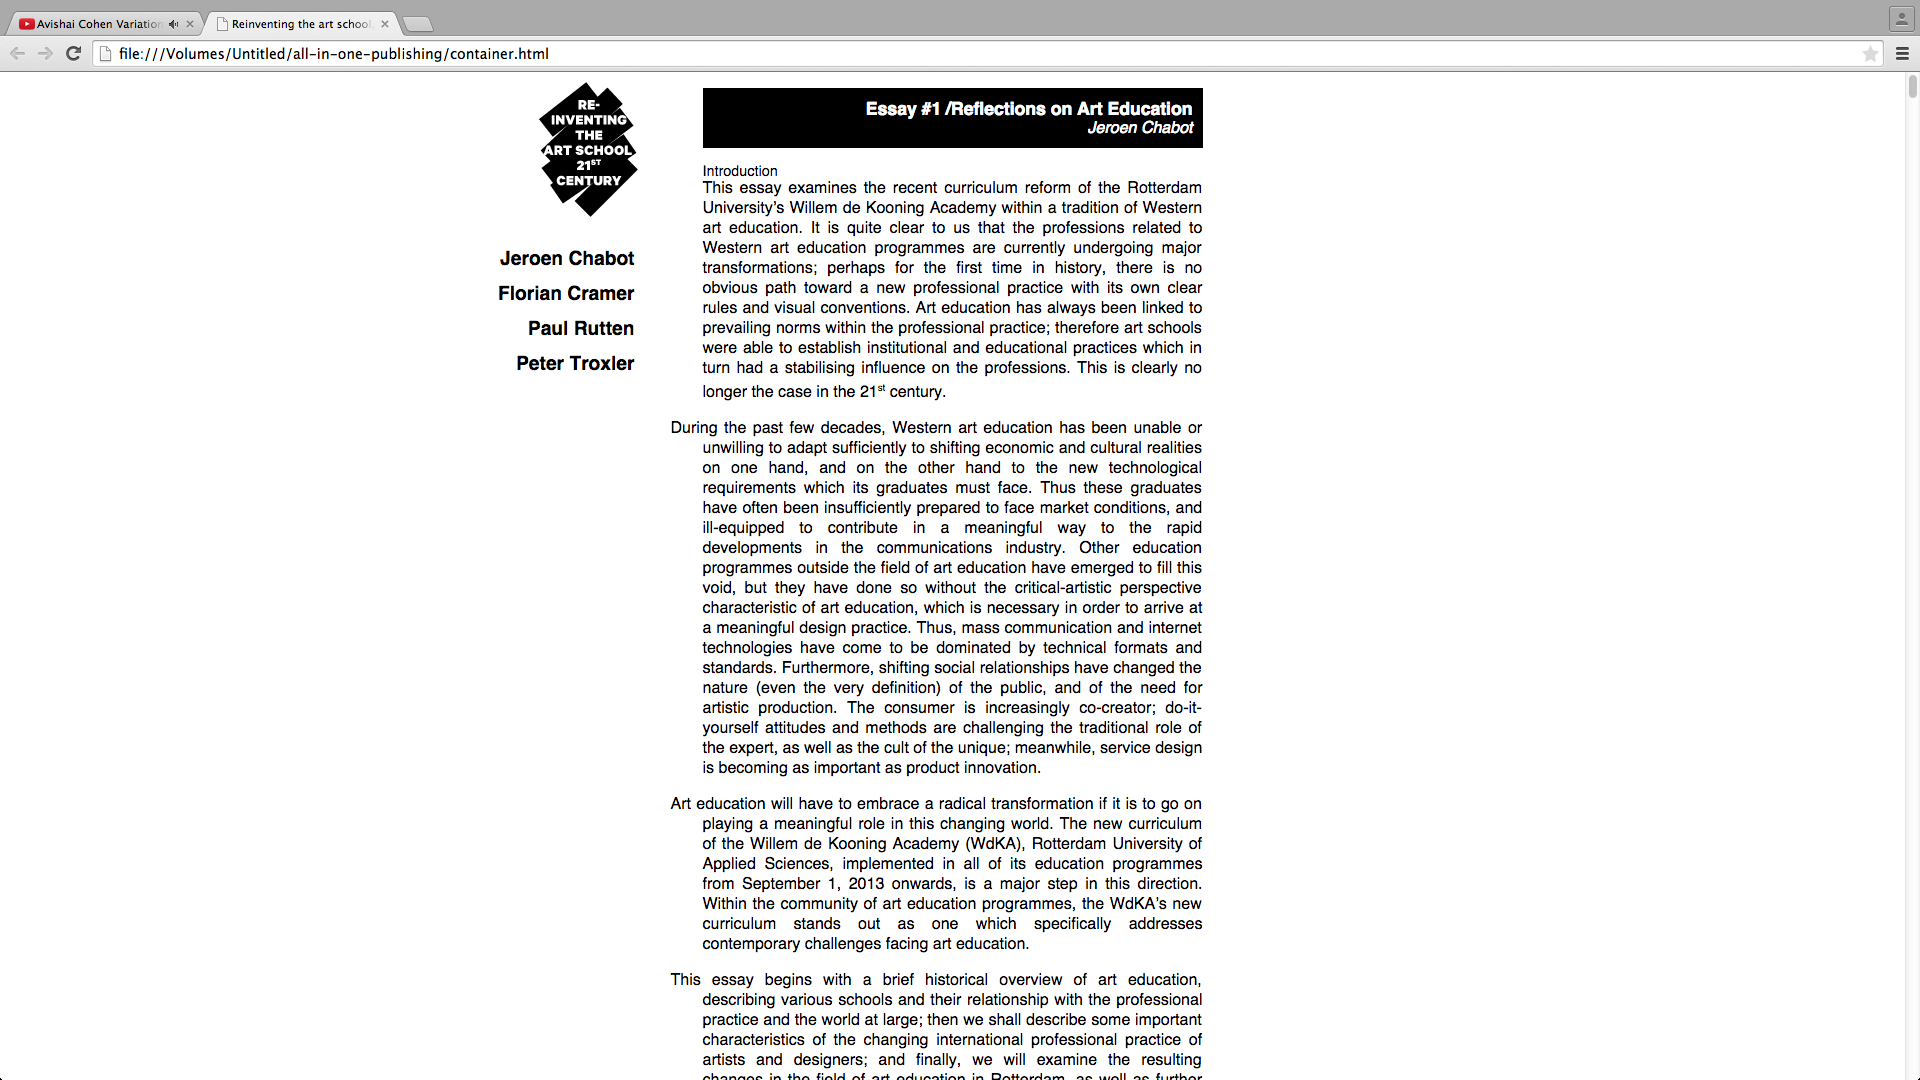 Avishai Cohen Variation
Reinventing the art school,
file:///Volumes/Untitled/all-in-one-publishing/container.html
RE-
INVENTING
THE
ART SCHOOL
21ST
CENTURY
Jeroen Chabot
Florian Cramer
Paul Rutten
Peter Troxler
Essay #1 /Reflections on Art Education
Jeroen Chabot
Introduction
This essay examines the recent curriculum reform of the Rotterdam
University's Willem de Kooning Academy within a tradition of Western
art education. It is quite clear to us that the professions related to
Western art education programmes are currently undergoing major
transformations; perhaps for the first time in history, there is no
obvious path toward a new professional practice with its own clear
rules and visual conventions. Art education has always been linked to
prevailing norms within the professional practice; therefore art schools
were able to establish institutional and educational practices which in
turn had a stabilising influence on the professions. This is clearly no
longer the case in the 21st century.
During the past few decades, Western art education has been unable or
unwilling to adapt sufficiently to shifting economic and cultural realities
on one hand, and on the other hand to the new technological
requirements which its graduates must face. Thus these graduates
have often been insufficiently prepared to face market conditions, and
ill-equipped to contribute in a meaningful way to the rapid
developments in the communications industry. Other education
programmes outside the field of art education have emerged to fill this
void, but they have done so without the critical-artistic perspective
characteristic of art education, which is necessary in order to arrive at
a meaningful design practice. Thus, mass communication and internet
technologies have come to be dominated by technical formats and
standards. Furthermore, shifting social relationships have changed the
nature (even the very definition) of the public, and of the need for
artistic production. The consumer is increasingly co-creator; do-it-
yourself attitudes and methods are challenging the traditional role of
the expert, as well as the cult of the unique; meanwhile, service design
is becoming as important as product innovation.
Art education will have to embrace a radical transformation if it is to go on
playing a meaningful role in this changing world. The new curriculum
of the Willem de Kooning Academy (WdKA), Rotterdam University of
Applied Sciences, implemented in all of its education programmes
from September 1, 2013 onwards, is a major step in this direction.
Within the community of art education programmes, the WdKA's new
curriculum stands out as one which specifically addresses
contemporary challenges facing art education.
This essay begins with a brief historical overview of art education,
describing various schools and their relationship with the professional
practice and the world at large; then we shall describe some important
characteristics of the changing international professional practice of
artists and designers; and finally, we will examine the resulting
changes in the field of art education in Rotterdam, as well as further